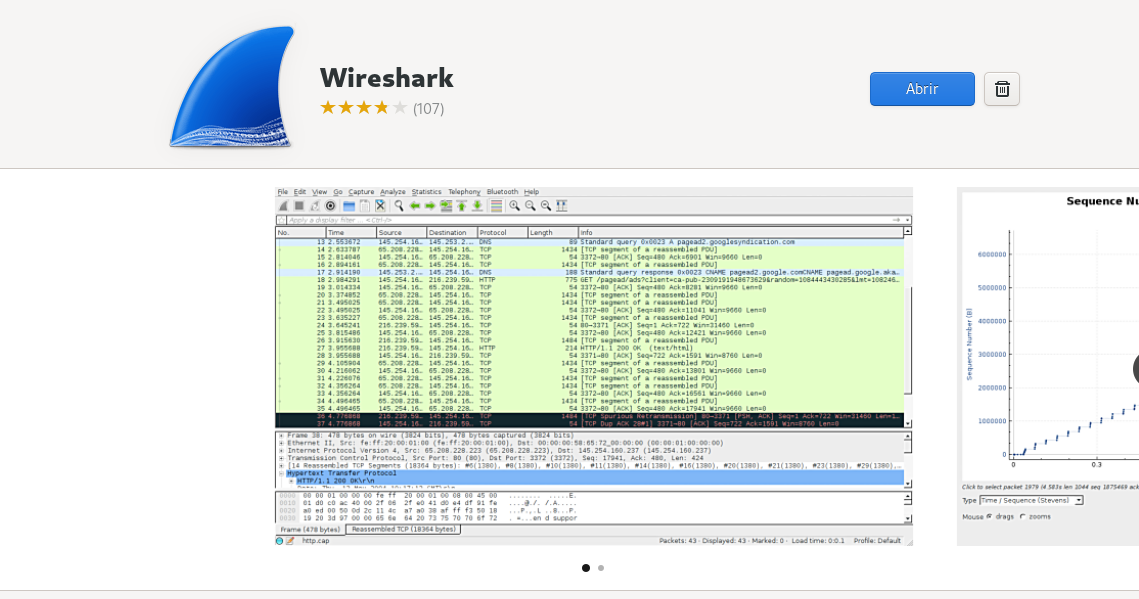 Wireshark
(107)
Abrir
File Edit View Go Capture Analyze Statistics Telephony Bluetooth Help
Apply a display filter ... <Ctrl-/>
No. Time Source Destination Protocol Length Info
13 2.553672 145.254.16… 145.253.2.… DNS 89 Standard query 0x0023 A pagead2.googlesyndication.com
14 2.633787 65.208.228… 145.254.16… TCP 1434 [TCP segment of a reassembled PDU]
15 2.814046 145.254.16… 65.208.228… TCP 54 3372→80 [ACK] Seq=480 Ack=6901 Win=9660 Len=0
16 2.894161 65.208.228… 145.254.16… TCP 1434 [TCP segment of a reassembled PDU]
17 2.914190 145.253.2.… 145.254.16… DNS 188 Standard query response 0x0023 CNAME pagead2.google.comCNAME pagead.google.aka…
18 2.984291 145.254.16… 216.239.59… HTTP 775 GET /pagead/ads?client=ca-pub-2309191948673629&random=1084443430285&lmt=108246…
19 3.014334 145.254.16… 65.208.228… TCP 54 3372→80 [ACK] Seq=480 Ack=8281 Win=9660 Len=0
20 3.374852 65.208.228… 145.254.16… TCP 1434 [TCP segment of a reassembled PDU]
21 3.495025 65.208.228… 145.254.16… TCP 1434 [TCP segment of a reassembled PDU]
22 3.495025 145.254.16… 65.208.228… TCP 54 3372→80 [ACK] Seq=480 Ack=11041 Win=9660 Len=0
23 3.635227 65.208.228… 145.254.16… TCP 1434 [TCP segment of a reassembled PDU]
24 3.645241 216.239.59… 145.254.16… TCP 54 80→3371 [ACK] Seq=1 Ack=722 Win=31460 Len=0
25 3.815486 145.254.16… 65.208.228… TCP 54 3372→80 [ACK] Seq=480 Ack=12421 Win=9660 Len=0
26 3.915630 216.239.59… 145.254.16… TCP 1484 [TCP segment of a reassembled PDU]
27 3.955688 216.239.59… 145.254.16… HTTP 214 HTTP/1.1 200 OK (text/html)
28 3.955688 145.254.16… 216.239.59… TCP 54 3371→80 [ACK] Seq=722 Ack=1591 Win=8760 Len=0
29 4.105904 65.208.228… 145.254.16… TCP 1434 [TCP segment of a reassembled PDU]
30 4.216062 145.254.16… 65.208.228… TCP 54 3372→80 [ACK] Seq=480 Ack=13801 Win=9660 Len=0
31 4.226076 65.208.228… 145.254.16… TCP 1434 [TCP segment of a reassembled PDU]
32 4.356264 65.208.228… 145.254.16… TCP 1434 [TCP segment of a reassembled PDU]
33 4.356264 145.254.16… 65.208.228… TCP 54 3372→80 [ACK] Seq=480 Ack=16561 Win=9660 Len=0
34 4.496465 65.208.228… 145.254.16… TCP 1434 [TCP segment of a reassembled PDU]
35 4.496465 145.254.16… 65.208.228… TCP 54 3372→80 [ACK] Seq=480 Ack=17941 Win=9660 Len=0
36 4.776868 216.239.59… 145.254.16… TCP 1484 [TCP Spurious Retransmission] 80→3371 [PSH, ACK] Seq=1 Ack=722 Win=31460 Len=1…
37 4.776868 145.254.16… 216.239.59… TCP 54 [TCP Dup ACK 28#1] 3371→80 [ACK] Seq=722 Ack=1591 Win=8760 Len=0
Frame 38: 478 bytes on wire (3824 bits), 478 bytes captured (3824 bits)
Ethernet II, Src: fe:ff:20:00:01:00 (fe:ff:20:00:01:00), Dst: 00:00:00_00:00:00 (00:00:01:00:00:00)
Internet Protocol Version 4, Src: 65.208.228.223 (65.208.228.223), Dst: 145.254.160.237 (145.254.160.237)
Transmission Control Protocol, Src Port: 80 (80), Dst Port: 3372 (3372), Seq: 17941, Ack: 480, Len: 424
[14 Reassembled TCP Segments (18364 bytes): #6(1380), #8(1380), #10(1380), #11(1380), #14(1380), #16(1380), #20(1380), #21(1380), #23(1380), #29(1380),…
Hypertext Transfer Protocol
HTTP/1.1 200 OK\r\n
0000 00 00 01 00 00 00 fe ff 20 00 01 00 08 00 45 00 ........ .....E.
0010 01 d0 c0 ac 40 00 2f 06 2f e0 41 d0 e4 df 91 fe ....@./. /.A.....
0020 a0 ed 00 50 0d 2c 11 4c a7 a0 38 af ff f3 50 18 ...P.,.L ..8...P.
0030 19 20 3d 97 00 00 65 6e 64 20 73 75 70 70 6f 72 . =...en d suppor
Frame (478 bytes) Reassembled TCP (18364 bytes)
http.cap Packets: 43 · Displayed: 43 · Marked: 0 · Load time: 0:0.1 Profile: Default
Sequence Nu
Sequence Number (B)
6000000
5000000
4000000
3000000
2000000
1000000
0
0 0.3
Click to select packet 1979 (4.583s len 1044 seq 1875469 ack
Type Time / Sequence (Stevens)
Mouse drags zooms